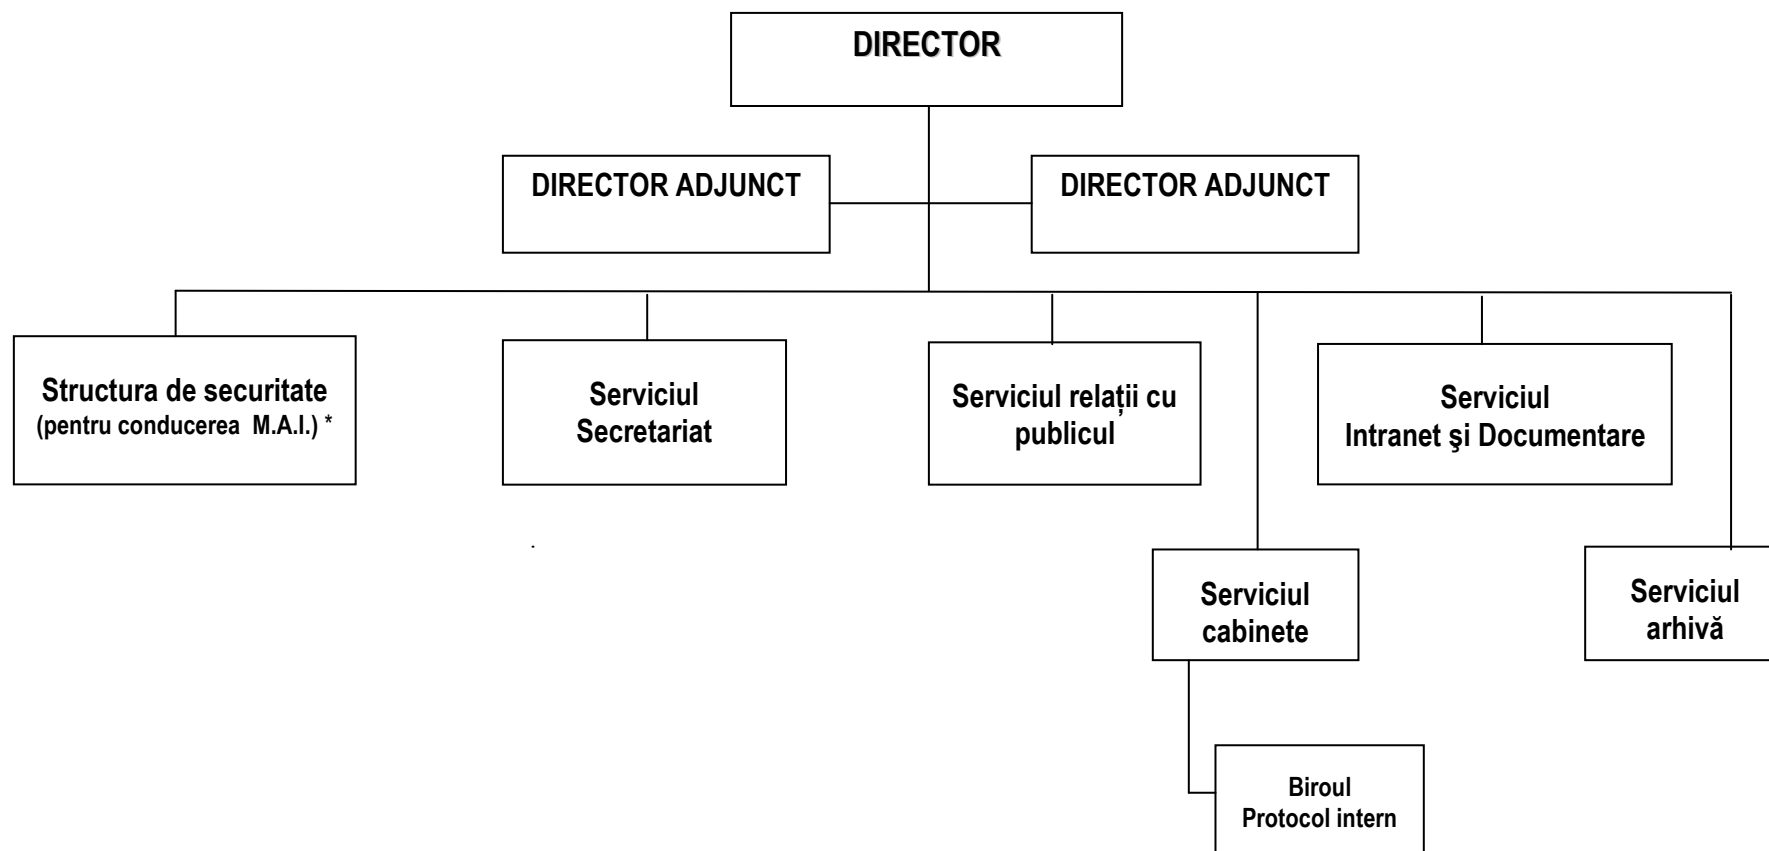 DIRECTOR
DIRECTOR ADJUNCT
DIRECTOR ADJUNCT
Structura de securitate
(pentru conducerea M.A.I.) *
Serviciul
Secretariat
Serviciul relații cu
publicul
Serviciul
Intranet şi Documentare
Serviciul
cabinete
Serviciul
arhivă
Biroul
Protocol intern